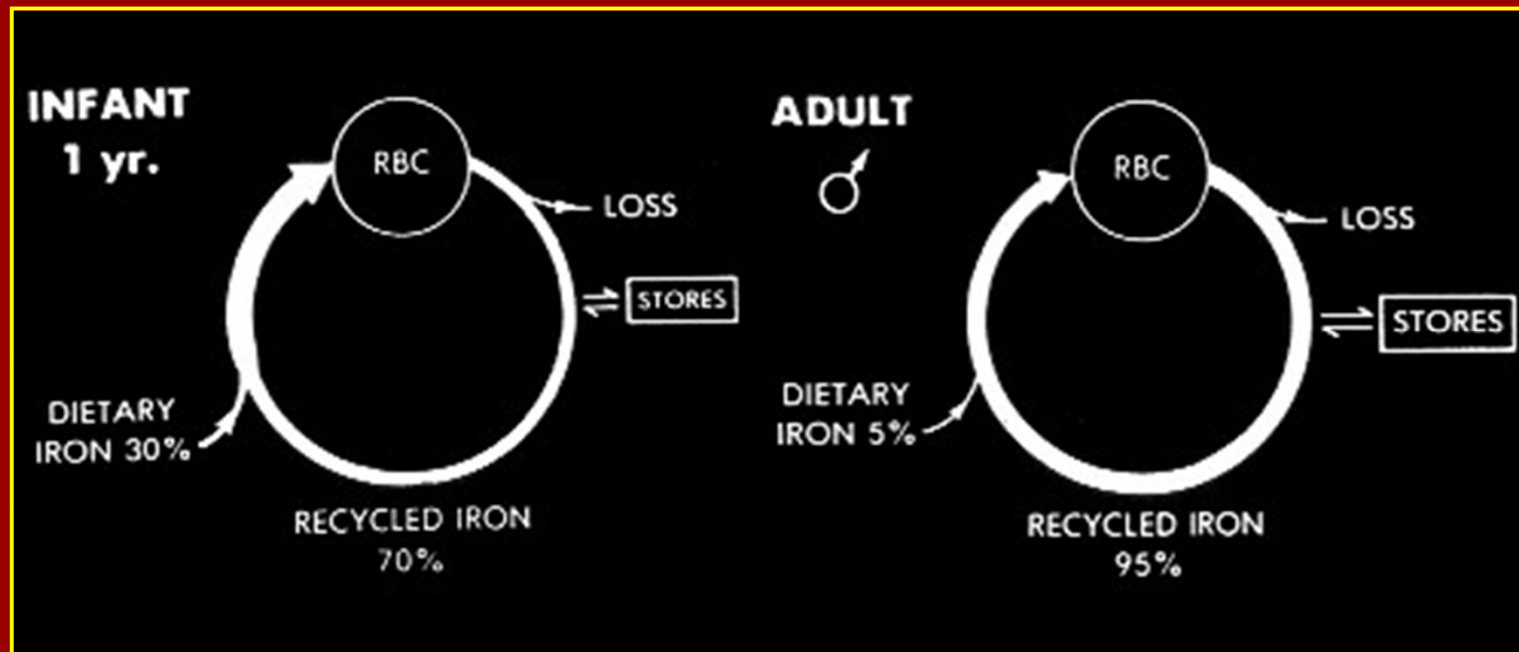 INFANT
1 yr.
RBC
LOSS
STORES
DIETARY
IRON 30%
RECYCLED IRON
70%
ADULT
♂
RBC
LOSS
STORES
DIETARY
IRON 5%
RECYCLED IRON
95%